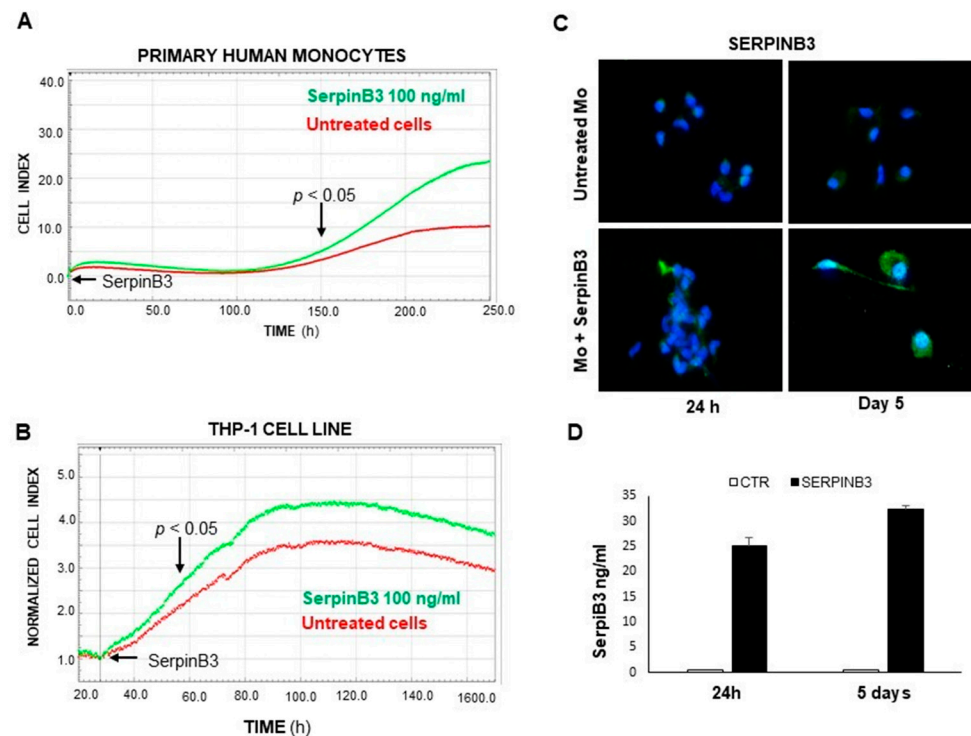 A
PRIMARY HUMAN MONOCYTES
40.0
30.0
20.0
10.0
0.0
CELL INDEX
SerpinB3 100 ng/ml
Untreated cells
p < 0.05
SerpinB3
0.0 50.0 100.0 150.0 200.0 250.0
TIME (h)
B
THP-1 CELL LINE
5.0
4.0
3.0
2.0
1.0
NORMALIZED CELL INDEX
p < 0.05
SerpinB3 100 ng/ml
Untreated cells
SerpinB3
20.0 40.0 60.0 80.0 100.0 120.0 140.0 1600.0
TIME (h)
C
SERPINB3
Untreated Mo
Mo + SerpinB3
24 h Day 5
D
CTR SERPINB3
35
30
25
20
15
10
5
0
SerpiB3 ng/ml
24h 5 days